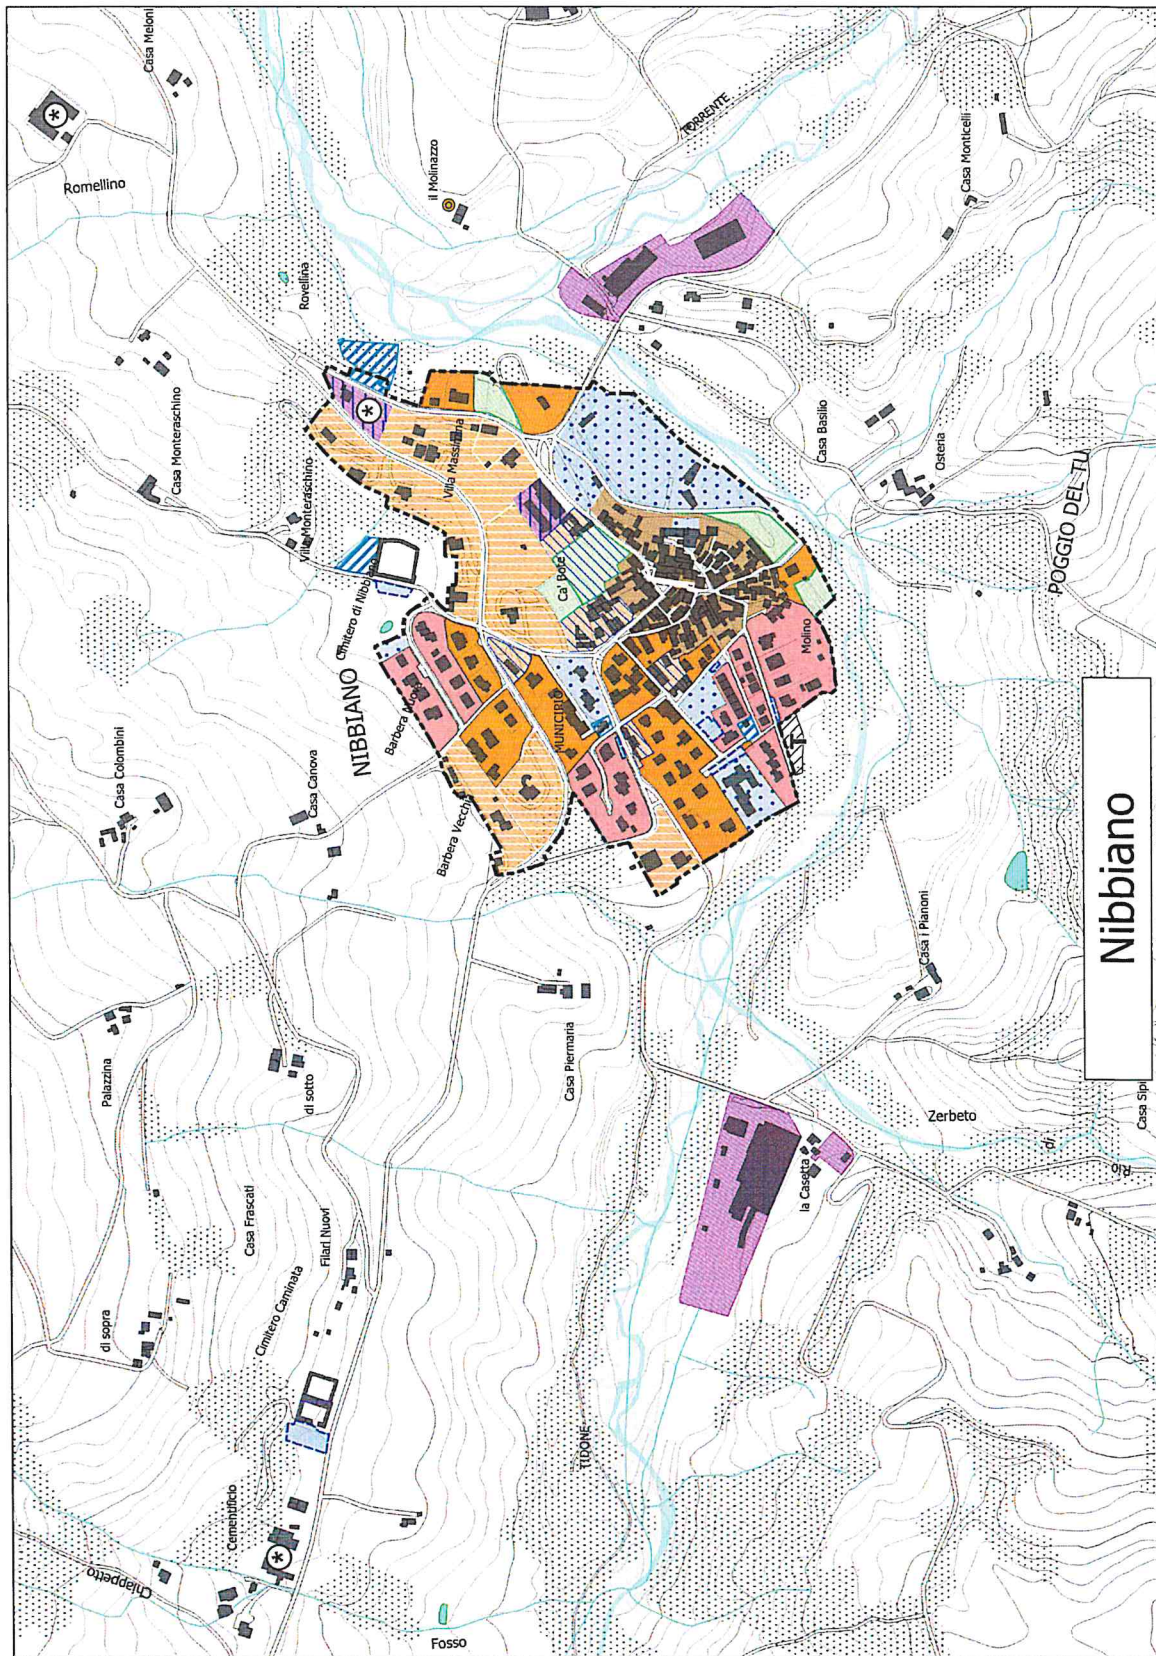 Casa Meloni
Romellino
il Molinazzo
TORRENTE
Casa Monticelli
Rovellina
Casa Monteraschino
Villa Monteraschino
Villa Massimina
Casa Basilio
Osteria
POGGIO DEL TU
Cimitero di Nibbiano
Ca' Bote
NIBBIANO
Barbera Nuova
MUNICIPIO
Molino
T
Casa Colombini
Casa Canova
Barbera Vecchi
Casa i Pianoni
Nibbiano
Palazzina
di sotto
Casa Piermaria
Casa Sipi
Zerbeto
di
Rio
la Casetta
Casa Frascati
Filari Nuovi
Cimitero Caminata
di sopra
TIDONE
Cementificio
Chiappetto
Fosso